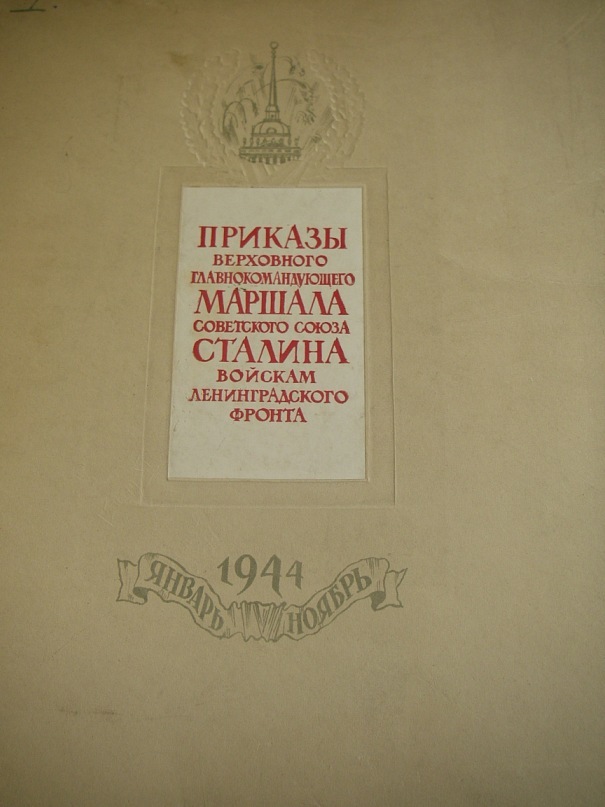 ПРИКАЗЫ
ВЕРХОВНОГО
ГЛАВНОКОМАНДУЮЩЕГО
МАРШАЛА
СОВЕТСКОГО СОЮЗА
СТАЛИНА
ВОЙСКАМ
ЛЕНИНГРАДСКОГО
ФРОНТА
1944
ЯНВАРЬ НОЯБРЬ